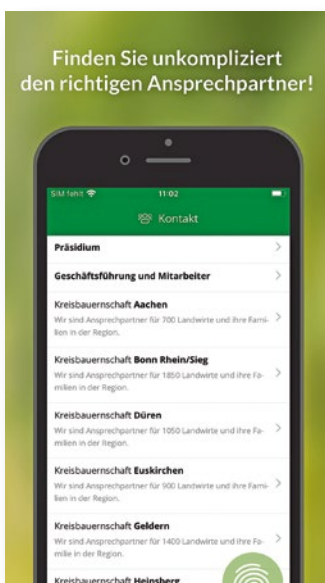 Finden Sie unkompliziert
den richtigen Ansprechpartner!
SIM fehlt
11:02
Kontakt
Präsidium
Geschäftsführung und Mitarbeiter
Kreisbauernschaft Aachen
Wir sind Ansprechpartner für 700 Landwirte und ihre Fami-
lien in der Region.
Kreisbauernschaft Bonn Rhein/Sieg
Wir sind Ansprechpartner für 1850 Landwirte und ihre Fa-
milien in der Region.
Kreisbauernschaft Düren
Wir sind Ansprechpartner für 1050 Landwirte und ihre Fa-
milien in der Region.
Kreisbauernschaft Euskirchen
Wir sind Ansprechpartner für 900 Landwirte und ihre Fami-
lien in der Region.
Kreisbauernschaft Geldern
Wir sind Ansprechpartner für 1400 Landwirte und ihre Fa-
milie in der Region.
Kreisbauernschaft Heinsberg